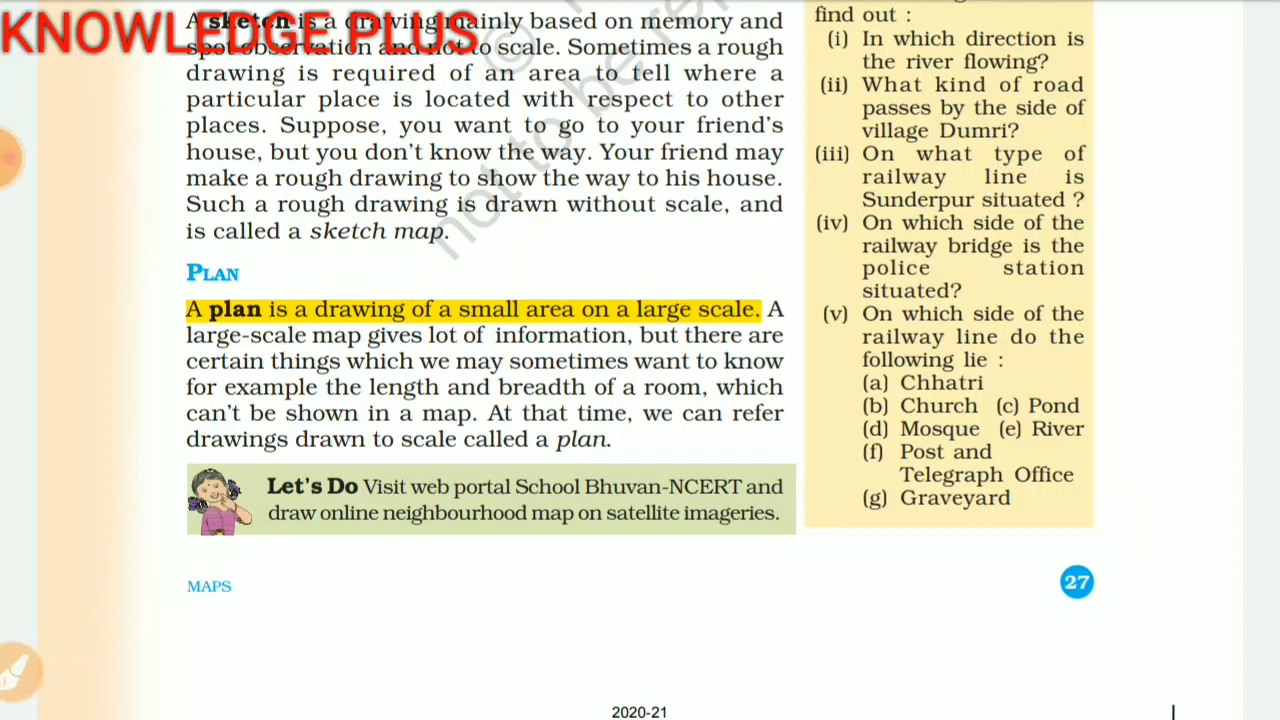 KNOWLEDGE PLUS
A sketch is a drawing mainly based on memory and
spot observation and not to scale. Sometimes a rough
drawing is required of an area to tell where a
particular place is located with respect to other
places. Suppose, you want to go to your friend's
house, but you don't know the way. Your friend may
make a rough drawing to show the way to his house.
Such a rough drawing is drawn without scale, and
is called a sketch map.
PLAN
A plan is a drawing of a small area on a large scale. A
large-scale map gives lot of information, but there are
certain things which we may sometimes want to know
for example the length and breadth of a room, which
can't be shown in a map. At that time, we can refer
drawings drawn to scale called a plan.
Let's Do Visit web portal School Bhuvan-NCERT and
draw online neighbourhood map on satellite imageries.
find out :
(i) In which direction is
the river flowing?
(ii) What kind of road
passes by the side of
village Dumri?
(iii) On what type of
railway line is
Sunderpur situated ?
(iv) On which side of the
railway bridge is the
police station
situated?
(v) On which side of the
railway line do the
following lie :
(a) Chhatri
(b) Church (c) Pond
(d) Mosque (e) River
(f) Post and
Telegraph Office
(g) Graveyard
MAPS
27
2020-21
© 
not to be re